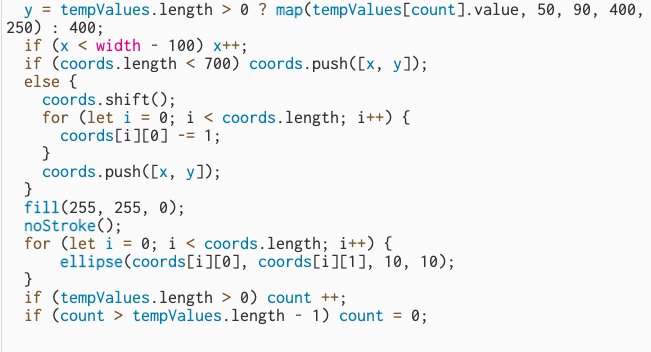 y = tempValues.length > 0 ? map(tempValues[count].value, 50, 90, 400,
250) : 400;
if (x < width - 100) x++;
if (coords.length < 700) coords.push([x, y]);
else {
coords.shift();
for (let i = 0; i < coords.length; i++) {
coords[i][0] -= 1;
}
coords.push([x, y]);
}
fill(255, 255, 0);
noStroke();
for (let i = 0; i < coords.length; i++) {
ellipse(coords[i][0], coords[i][1], 10, 10);
}
if (tempValues.length > 0) count ++;
if (count > tempValues.length - 1) count = 0;